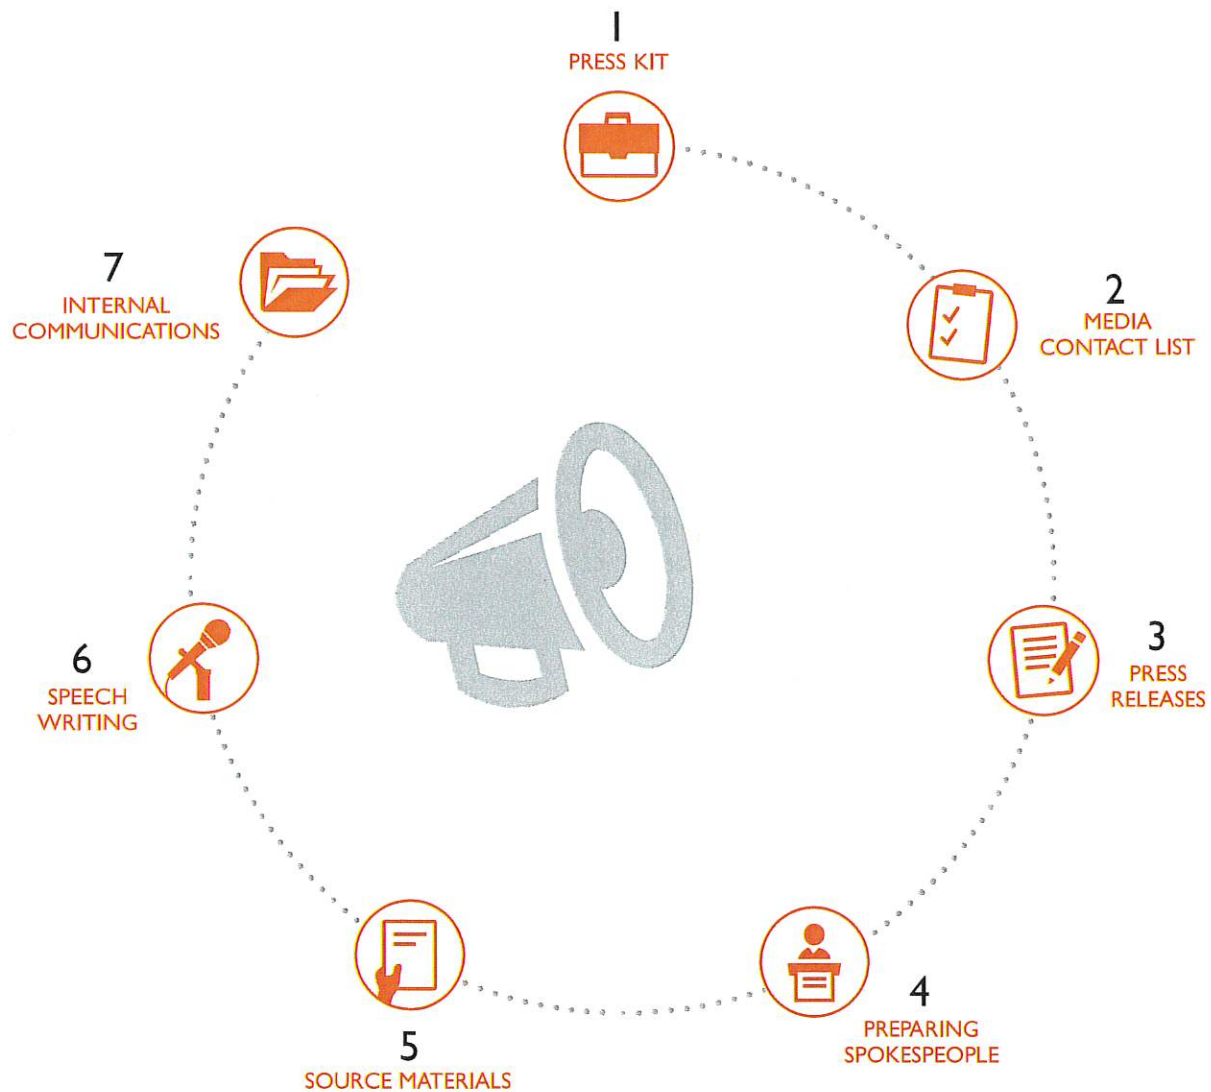 1
PRESS KIT
2
MEDIA
CONTACT LIST
3
PRESS
RELEASES
4
PREPARING
SPOKESPEOPLE
5
SOURCE MATERIALS
6
SPEECH
WRITING
7
INTERNAL
COMMUNICATIONS